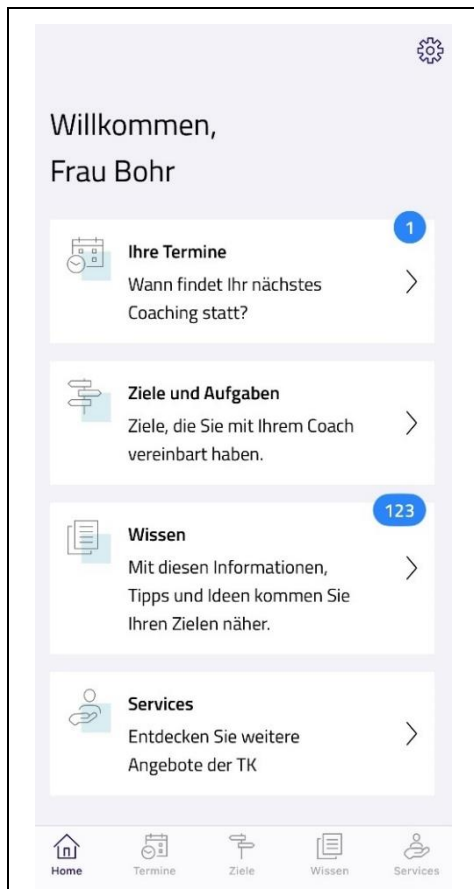 Willkommen,
Frau Bohr
1
Ihre Termine
Wann findet Ihr nächstes
Coaching statt?
Ziele und Aufgaben
Ziele, die Sie mit Ihrem Coach
vereinbart haben.
123
Wissen
Mit diesen Informationen,
Tipps und Ideen kommen Sie
Ihren Zielen näher.
Services
Entdecken Sie weitere
Angebote der TK
Home Termine Ziele Wissen Services